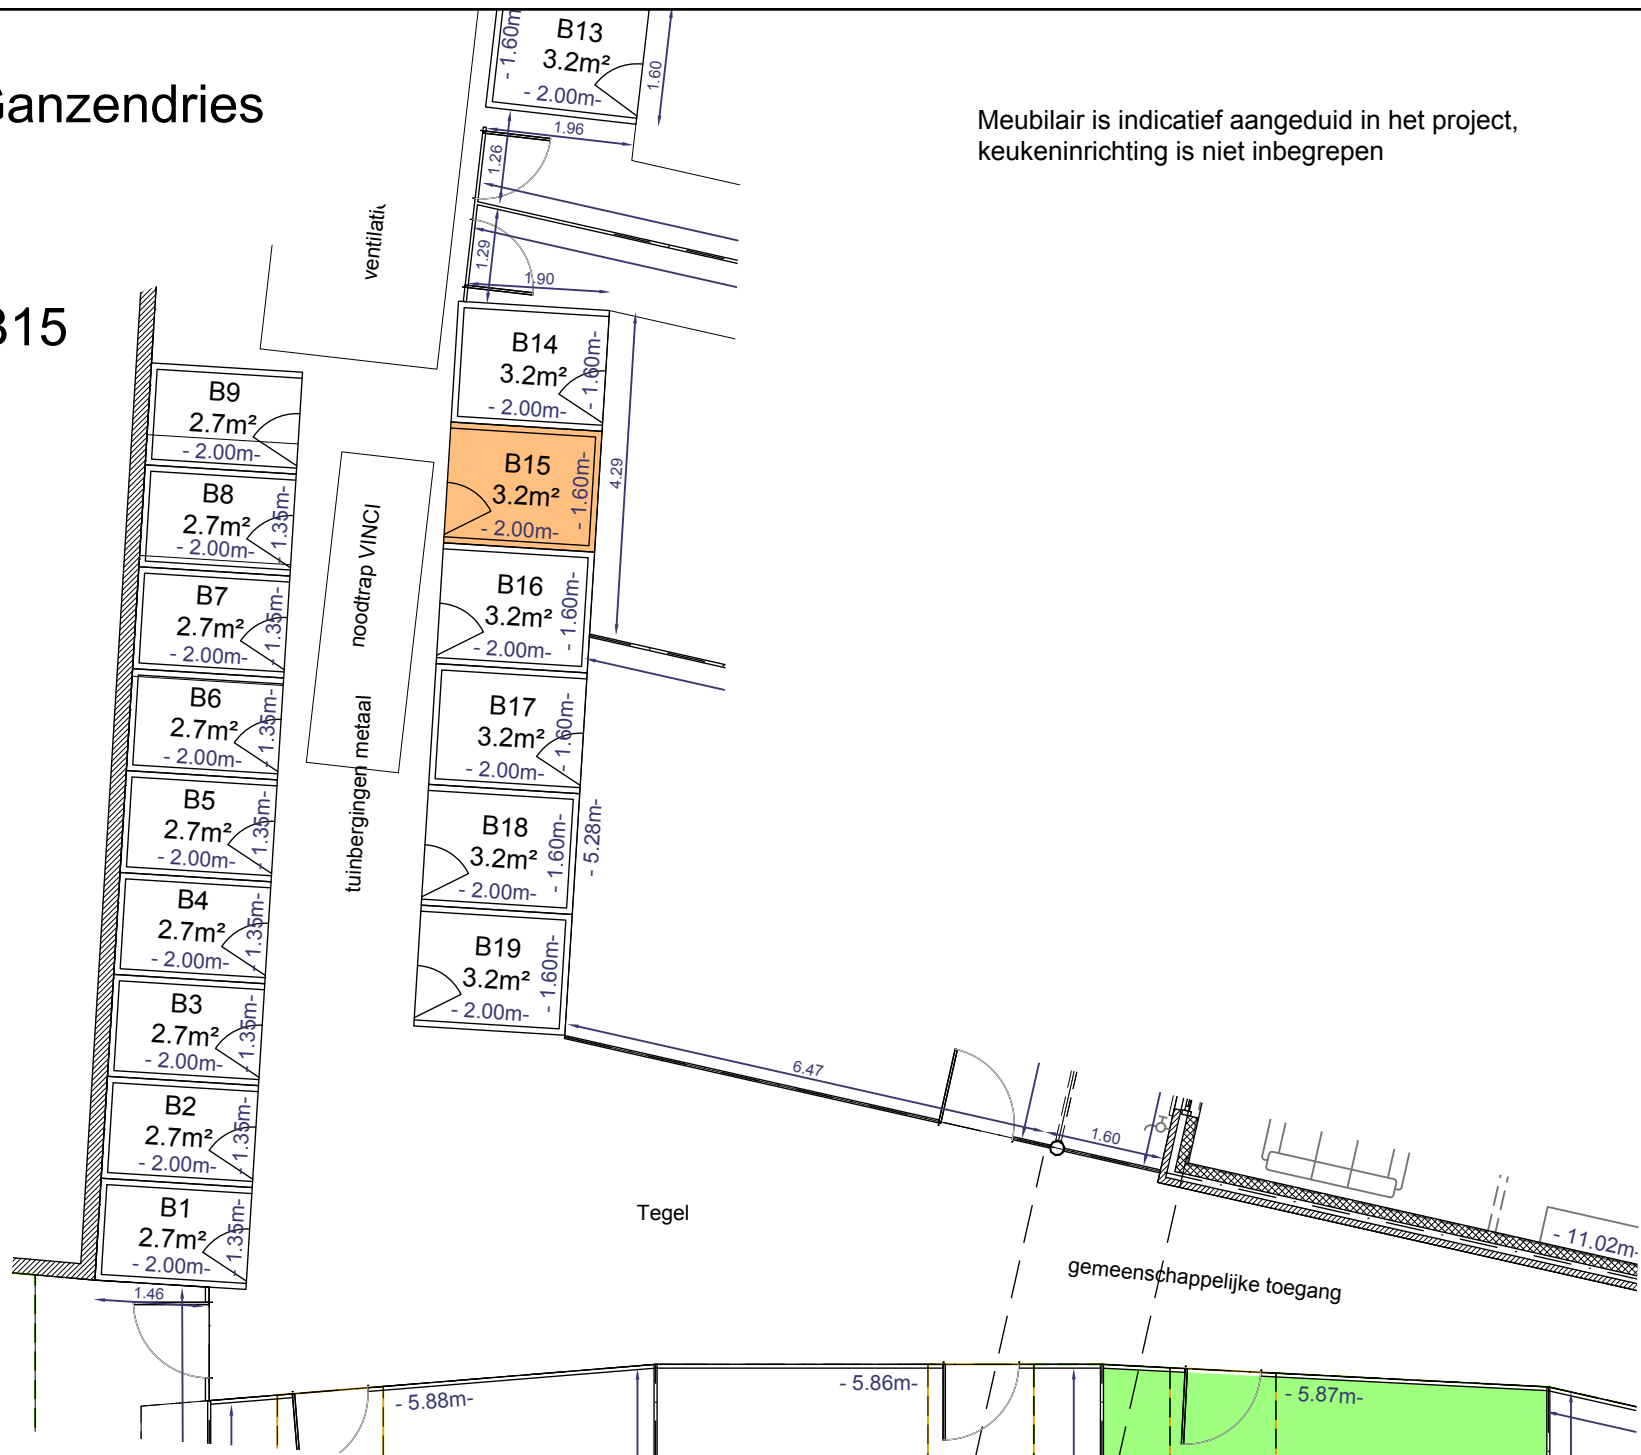 Ganzendries
B15
Meubilair is indicatief aangeduid in het project,
keukeninrichting is niet inbegrepen
B13
3.2m²
- 2.00m-
- 1.60m
1.60
1.96
1.26
1.29
1.90
4.29
B14
3.2m²
- 2.00m-
- 1.60m-
B15
3.2m²
- 2.00m-
- 1.60m-
B16
3.2m²
- 2.00m-
- 1.60m-
B17
3.2m²
- 2.00m-
- 1.60m-
B18
3.2m²
- 2.00m-
- 1.60m-
- 5.28m-
B19
3.2m²
- 2.00m-
- 1.60m-
B9
2.7m²
- 2.00m-
B8
2.7m²
- 2.00m-
- 1.35m-
B7
2.7m²
- 2.00m-
- 1.35m-
B6
2.7m²
- 2.00m-
- 1.35m-
B5
2.7m²
- 2.00m-
- 1.35m-
B4
2.7m²
- 2.00m-
- 1.35m-
B3
2.7m²
- 2.00m-
- 1.35m-
B2
2.7m²
- 2.00m-
- 1.35m-
B1
2.7m²
- 2.00m-
- 1.35m-
noodtrap VINCI
tuinbergingen metaal
6.47
1.60
Tegel
gemeenschappelijke toegang
- 11.02m-
1.46
- 5.88m-
- 5.86m-
- 5.87m-